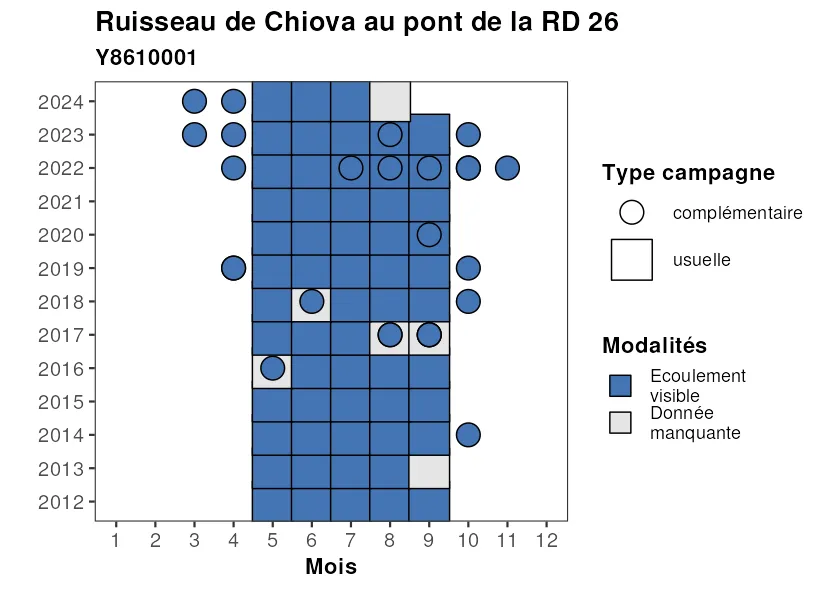 Ruisseau de Chiova au pont de la RD 26
Y8610001
2024
2023
2022
2021
2020
2019
2018
2017
2016
2015
2014
2013
2012
1 2 3 4 5 6 7 8 9 10 11 12
Mois
Type campagne
complémentaire
usuelle
Modalités
Ecoulement
visible
Donnée
manquante